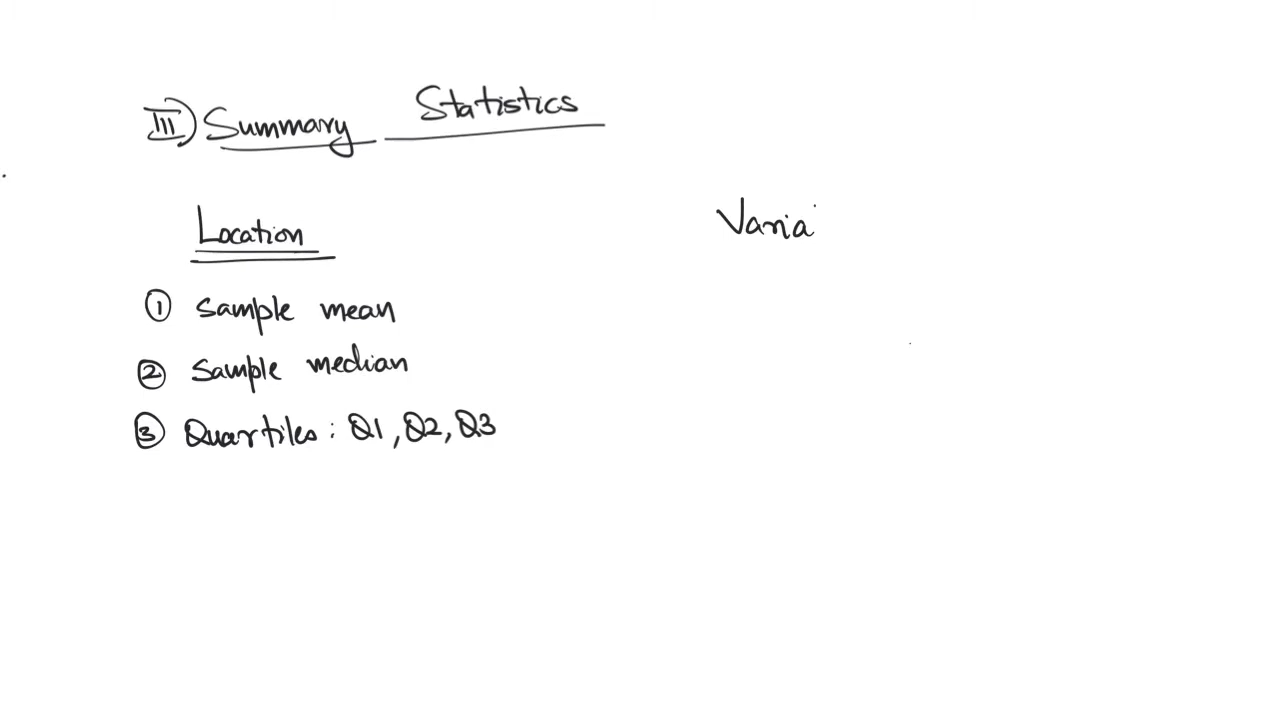 III) Summary Statistics
Location
① Sample mean
② Sample median
③ Quartiles : Q1, Q2, Q3
Varia